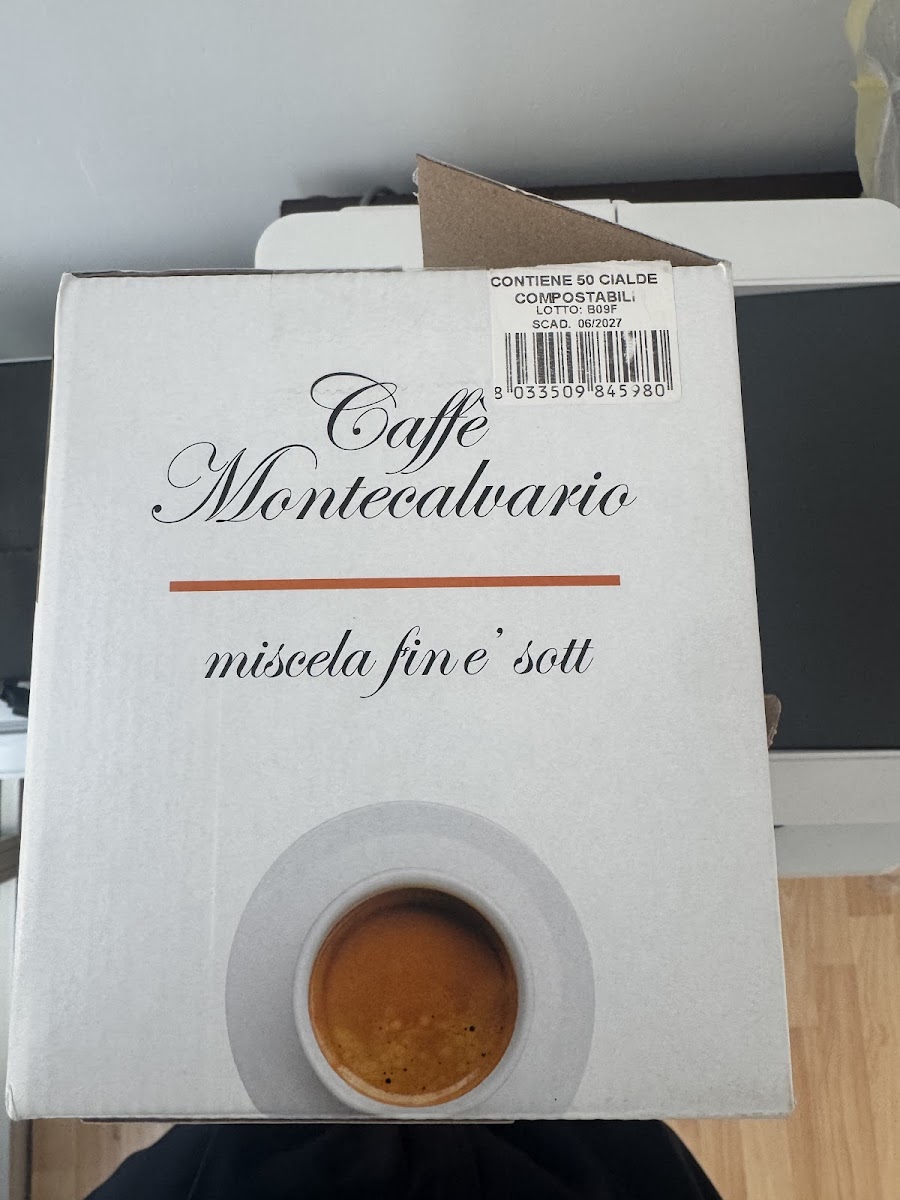 CONTIENE 50 CIALDE
COMPOSTABILI
LOTTO: B09F
SCAD. 06/2027
8 033509 845980
Caffè
Montecalvario
miscela fin e' sott